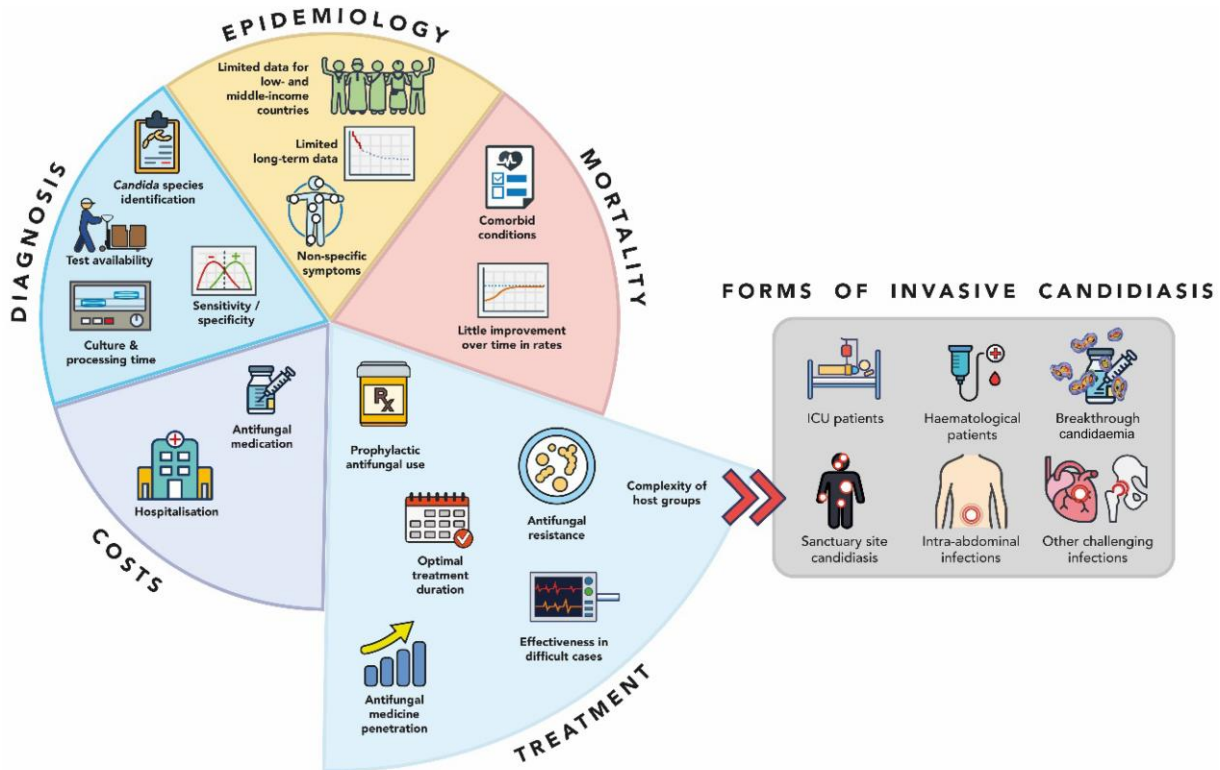 EPIDEMIOLOGY
Limited data for
low- and
middle-income
countries
Limited
long-term data
Non-specific
symptoms
DIAGNOSIS
Candida species
identification
Test availability
Sensitivity /
specificity
Culture &
processing time
- +
MORTALITY
Comorbid
conditions
Little improvement
over time in rates
COSTS
Antifungal
medication
Hospitalisation
TREATMENT
Rx
Prophylactic
antifungal use
Antifungal
resistance
Complexity of
host groups
Optimal
treatment
duration
Effectiveness in
difficult cases
Antifungal
medicine
penetration
FORMS OF INVASIVE CANDIDIASIS
ICU patients
Haematological
patients
Breakthrough
candidaemia
Sanctuary site
candidiasis
Intra-abdominal
infections
Other challenging
infections